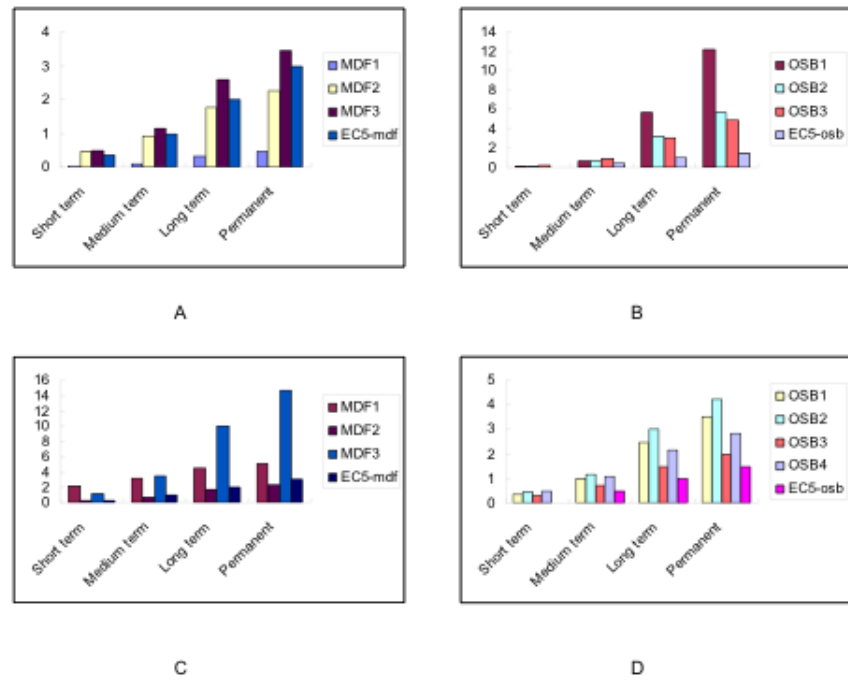 4
3
2
1
0
Short term
Medium term
Long term
Permanent
MDF1
MDF2
MDF3
EC5-mdf
A
14
12
10
8
6
4
2
0
Short term
Medium term
Long term
Permanent
OSB1
OSB2
OSB3
EC5-osb
B
16
14
12
10
8
6
4
2
0
Short term
Medium term
Long term
Permanent
MDF1
MDF2
MDF3
EC5-mdf
C
5
4
3
2
1
0
Short term
Medium term
Long term
Permanent
OSB1
OSB2
OSB3
OSB4
EC5-osb
D